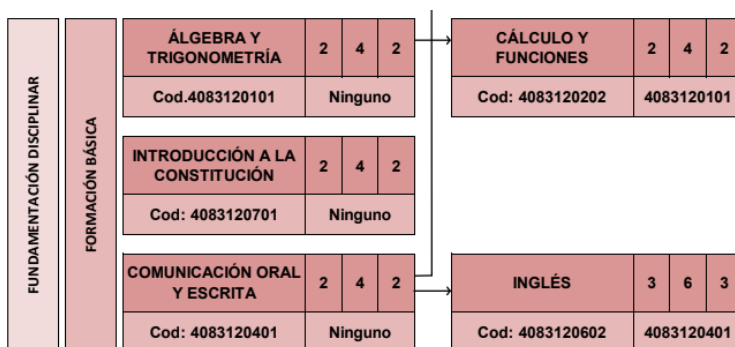 FUNDAMENTACIÓN DISCIPLINAR
FORMACIÓN BÁSICA
ÁLGEBRA Y
TRIGONOMETRÍA
2 4 2
Cod.4083120101 Ninguno
CÁLCULO Y
FUNCIONES
2 4 2
Cod: 4083120202 4083120101
INTRODUCCIÓN A LA
CONSTITUCIÓN
2 4 2
Cod: 4083120701 Ninguno
COMUNICACIÓN ORAL
Y ESCRITA
2 4 2
Cod: 4083120401 Ninguno
INGLÉS 3 6 3
Cod: 4083120602 4083120401